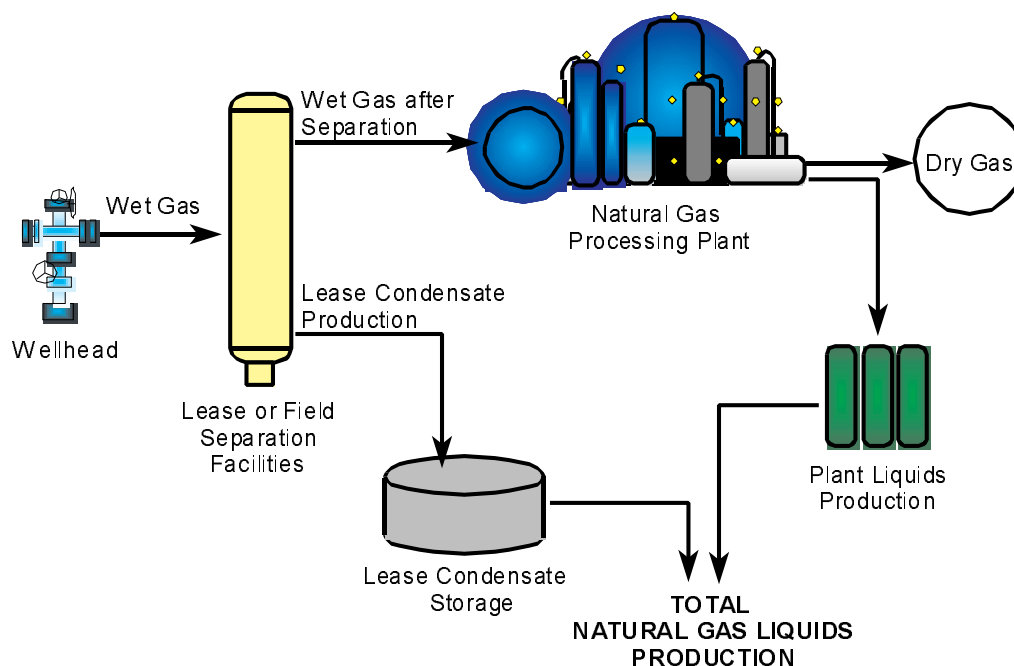 Wet Gas after
Separation
Dry Gas
Wet Gas
Natural Gas
Processing Plant
Lease Condensate
Production
Wellhead
Lease or Field
Separation
Facilities
Plant Liquids
Production
Lease Condensate
Storage
TOTAL
NATURAL GAS LIQUIDS
PRODUCTION